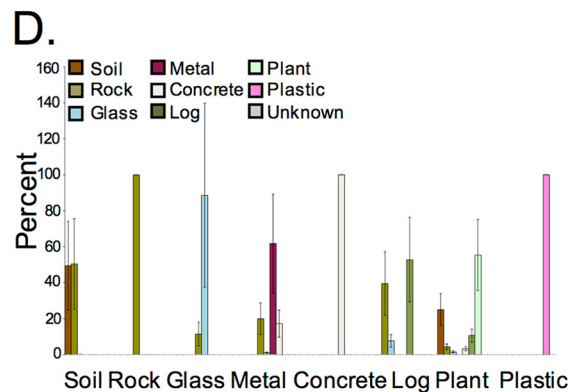 D.
160
140
120
100
80
60
40
20
0
Percent
Soil Metal Plant
Rock Concrete Plastic
Glass Log Unknown
Soil Rock Glass Metal Concrete Log Plant Plastic